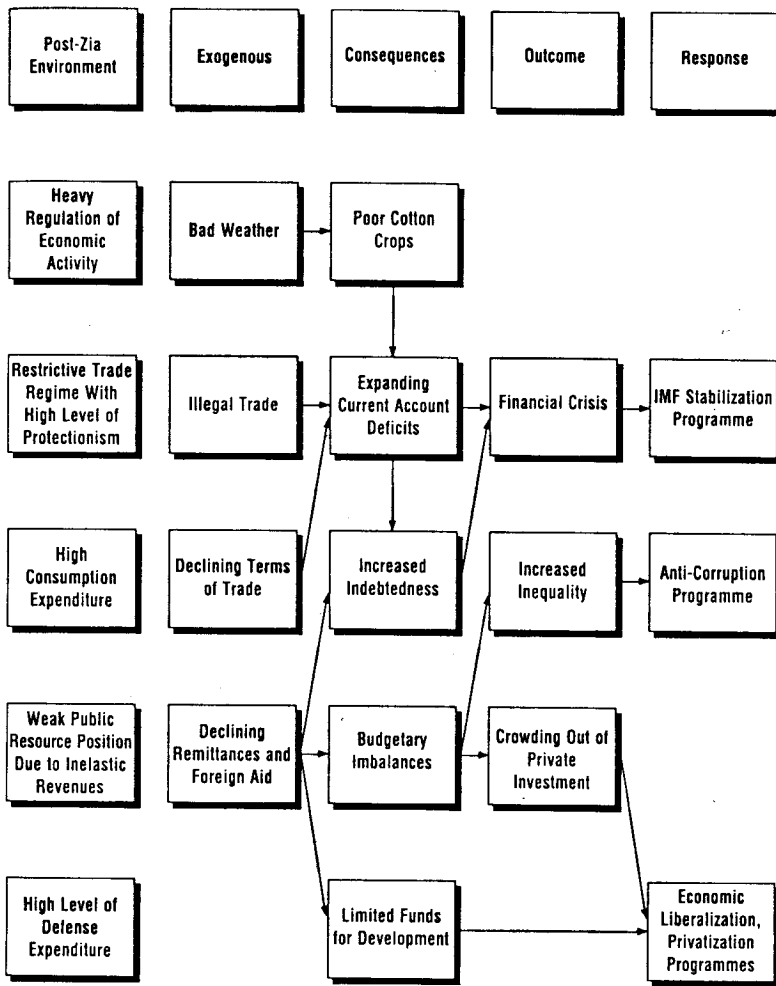 Post-Zia
Environment
Exogenous
Consequences
Outcome
Response
Heavy
Regulation of
Economic
Activity
Bad Weather
Poor Cotton
Crops
Restrictive Trade
Regime With
High Level of
Protectionism
Illegal Trade
Expanding
Current Account
Deficits
Financial Crisis
IMF Stabilization
Programme
High
Consumption
Expenditure
Declining Terms
of Trade
Increased
Indebtedness
Increased
Inequality
Anti-Corruption
Programme
Weak Public
Resource Position
Due to Inelastic
Revenues
Declining
Remittances and
Foreign Aid
Budgetary
Imbalances
Crowding Out of
Private
Investment
High Level of
Defense
Expenditure
Limited Funds
for Development
Economic
Liberalization,
Privatization
Programmes